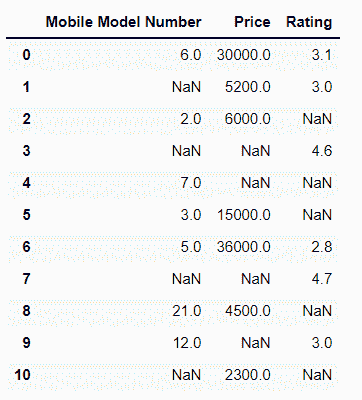 Mobile Model Number Price Rating
0 6.0 30000.0 3.1
1 NaN 5200.0 3.0
2 2.0 6000.0 NaN
3 NaN NaN 4.6
4 7.0 NaN NaN
5 3.0 15000.0 NaN
6 5.0 36000.0 2.8
7 NaN NaN 4.7
8 21.0 4500.0 NaN
9 12.0 NaN 3.0
10 NaN 2300.0 NaN